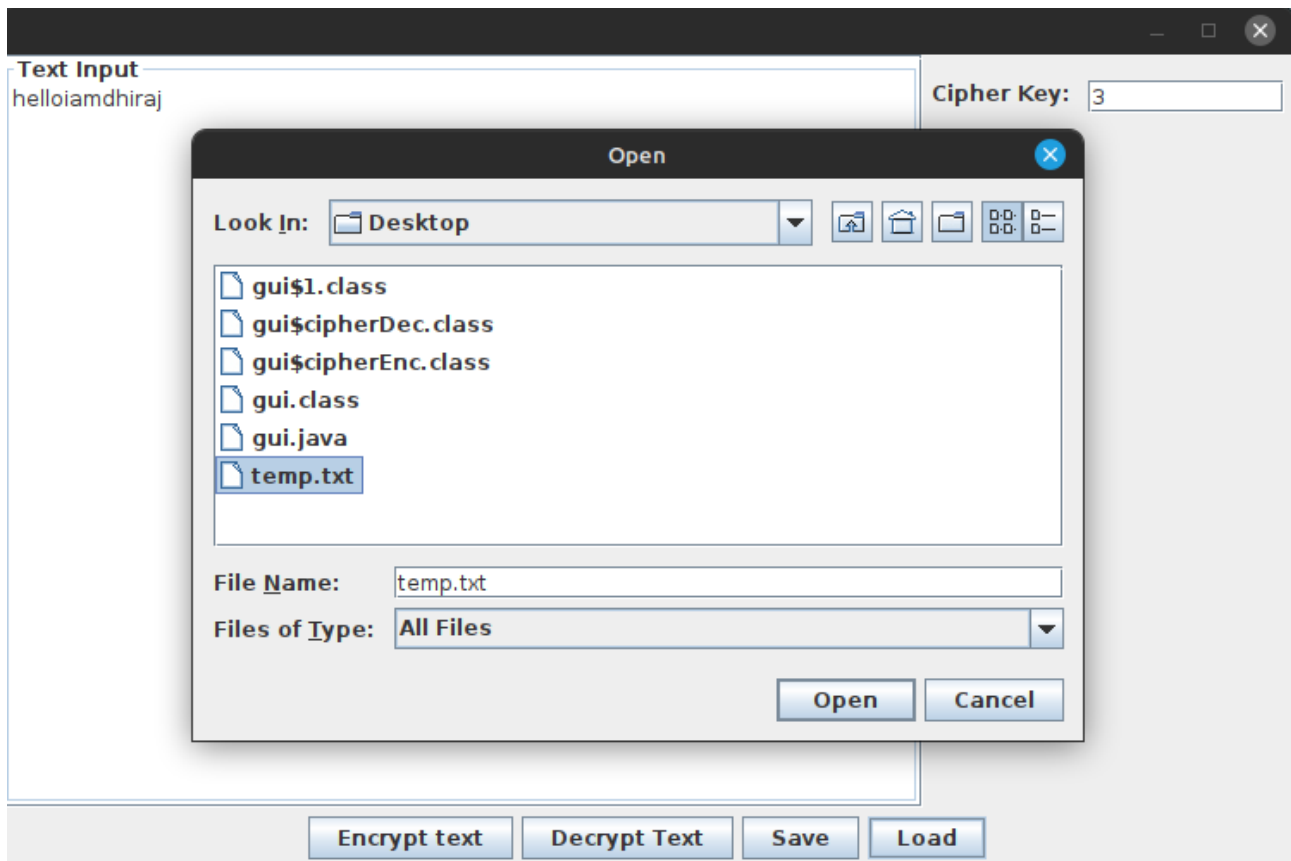 Text Input
helloiamdhiraj
Cipher Key: 3
Open
Look In: Desktop
gui$1.class
gui$cipherDec.class
gui$cipherEnc.class
gui.class
gui.java
temp.txt
File Name: temp.txt
Files of Type: All Files
Open Cancel
Encrypt text Decrypt Text Save Load